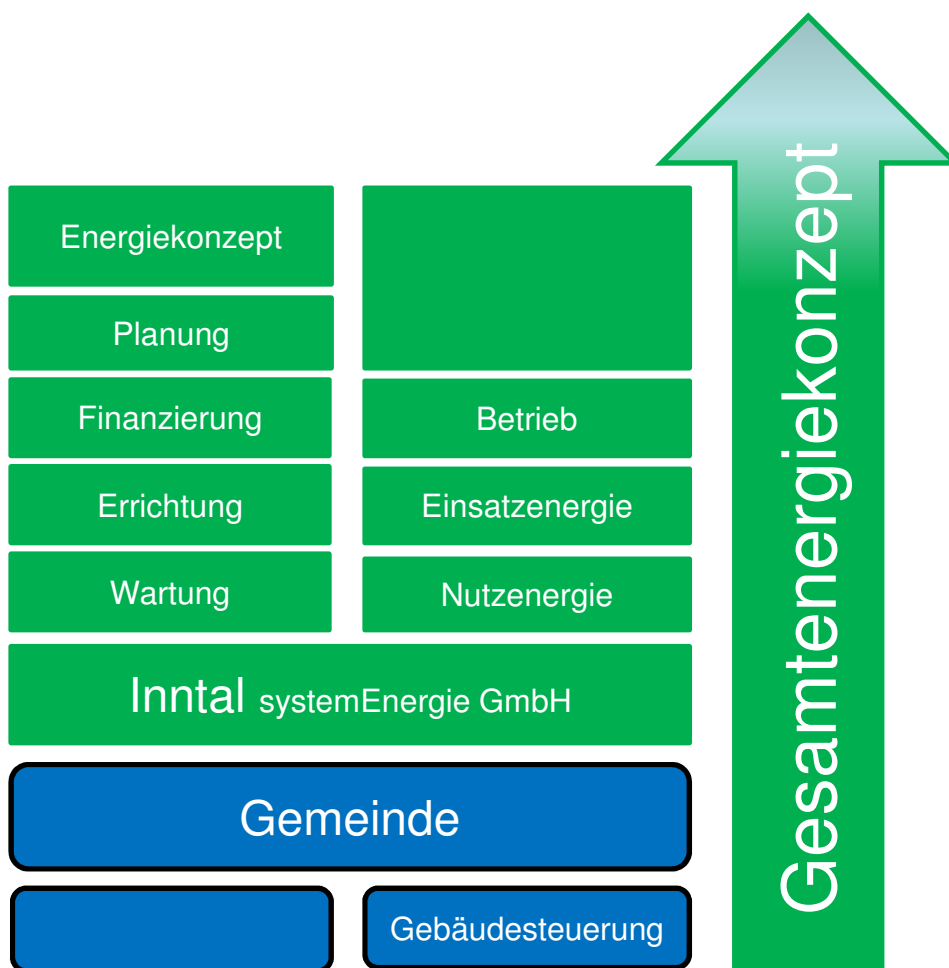 Energiekonzept
Planung
Finanzierung
Errichtung
Wartung
Betrieb
Einsatzenergie
Nutzenergie
Inntal systemEnergie GmbH
Gemeinde
Gebäudesteuerung
Gesamtenergiekonzept